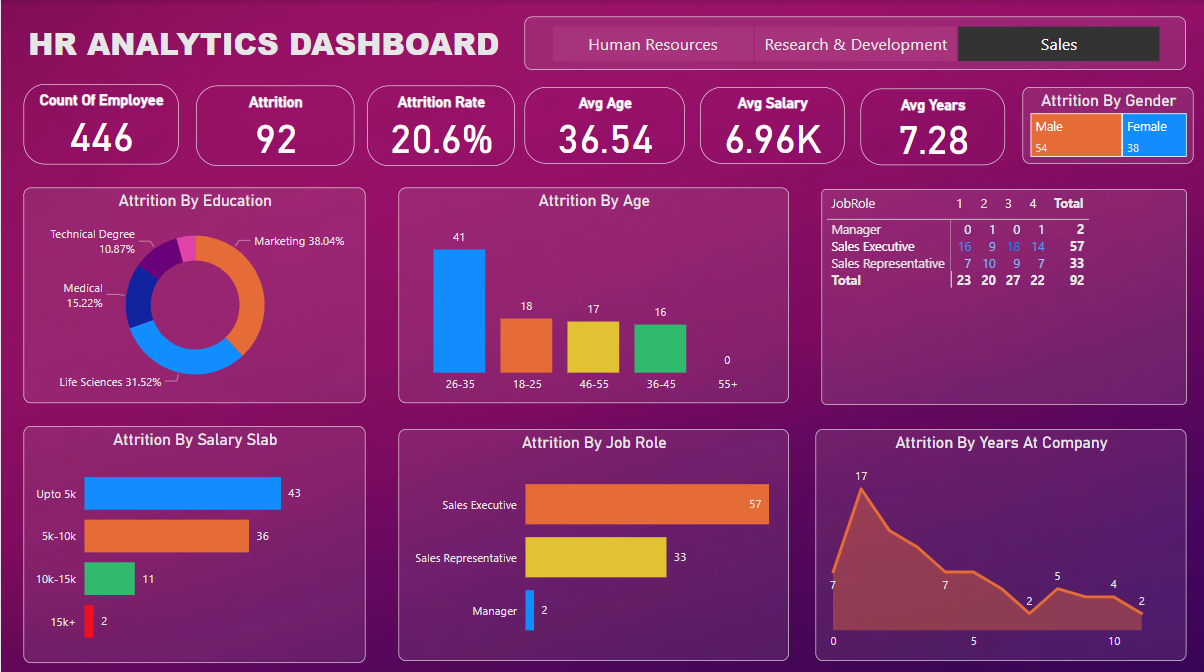 HR ANALYTICS DASHBOARD
Human Resources
Research & Development
Sales
Count Of Employee
446
Attrition
92
Attrition Rate
20.6%
Avg Age
36.54
Avg Salary
6.96K
Avg Years
7.28
Attrition By Gender
Male
54
Female
38
Attrition By Education
Technical Degree
10.87%
Marketing 38.04%
Medical
15.22%
Life Sciences 31.52%
Attrition By Age
41
18
17
16
0
26-35
18-25
46-55
36-45
55+
JobRole 1 2 3 4 Total
Manager 0 1 0 1 2
Sales Executive 16 9 18 14 57
Sales Representative 7 10 9 7 33
Total 23 20 27 22 92
Attrition By Salary Slab
Upto 5k 43
5k-10k 36
10k-15k 11
15k+ 2
Attrition By Job Role
Sales Executive 57
Sales Representative 33
Manager 2
Attrition By Years At Company
17
7
7
2
5
4
2
0 5 10